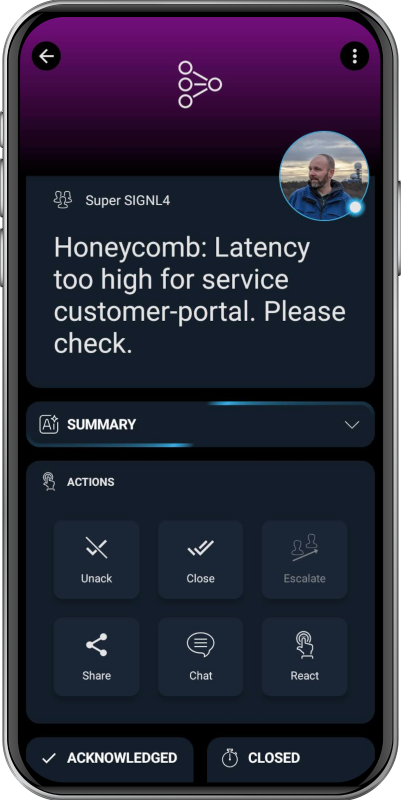 Super SIGNL4
Honeycomb: Latency
too high for service
customer-portal. Please
check.
Ai SUMMARY
ACTIONS
Unack
Close
Escalate
Share
Chat
React
ACKNOWLEDGED
CLOSED